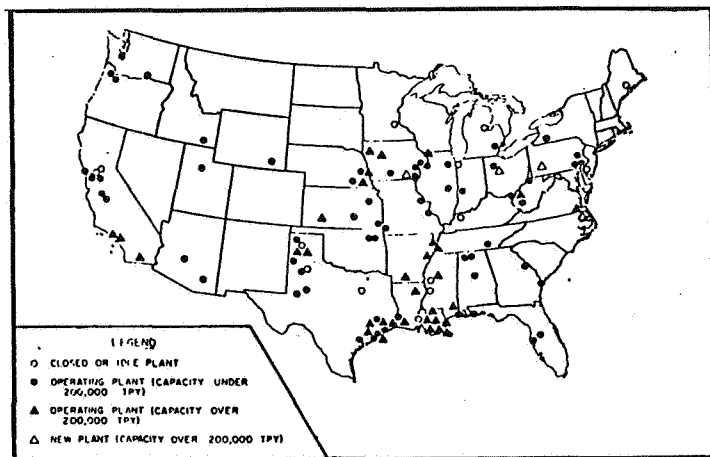 LEGEND
CLOSED OR IDLE PLANT
OPERATING PLANT (CAPACITY UNDER
200,000 TPY)
OPERATING PLANT (CAPACITY OVER
200,000 TPY)
NEW PLANT (CAPACITY OVER 200,000 TPY)